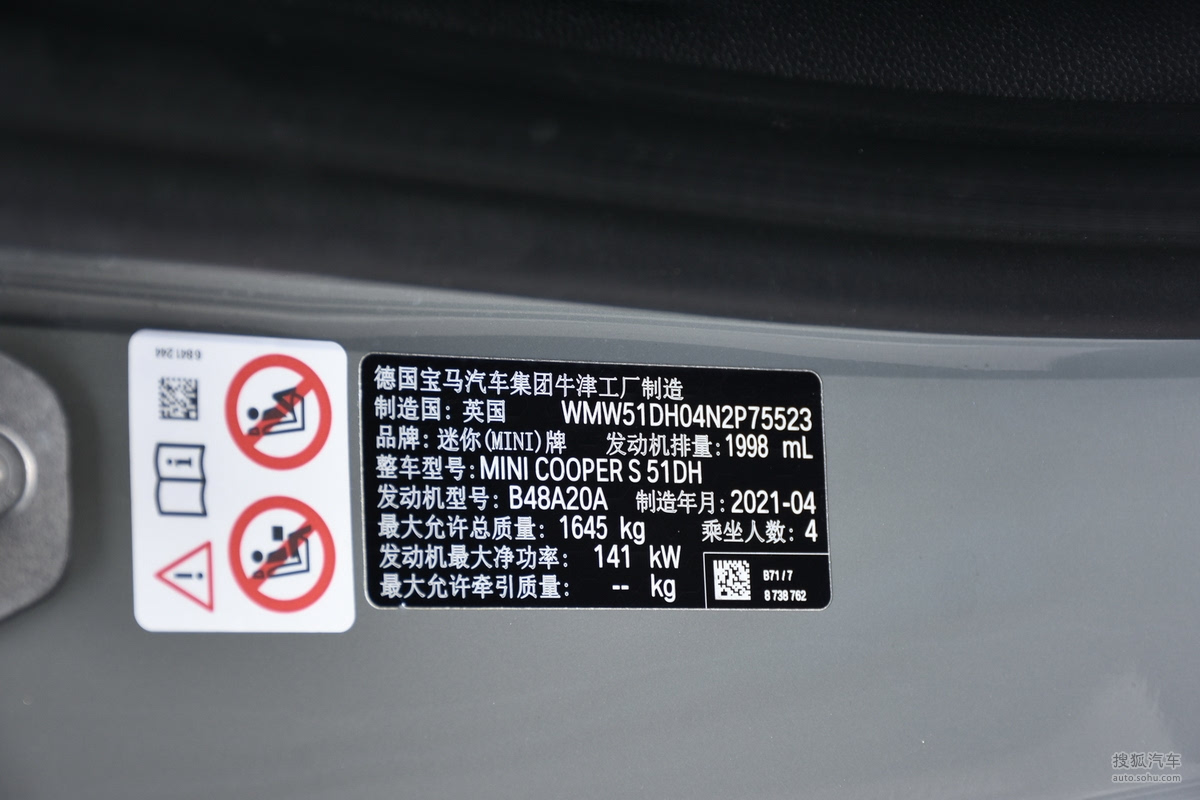 6 841 244
德国宝马汽车集团牛津工厂制造
制造国: 英国 WMW51DH04N2P75523
品牌: 迷你(MINI)牌 发动机排量: 1998 mL
整车型号: MINI COOPER S 51DH
发动机型号: B48A20A 制造年月: 2021-04
最大允许总质量: 1645 kg 乘坐人数: 4
发动机最大净功率: 141 kW
最大允许牵引质量: -- kg
B71 / 7
8 738 762
搜狐汽车
auto.sohu.com